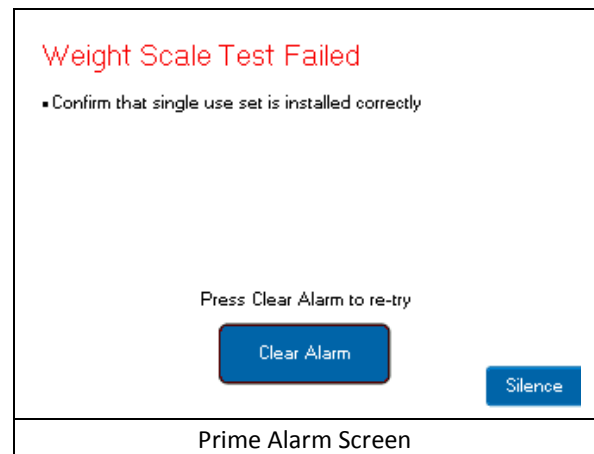 Weight Scale Test Failed
▪ Confirm that single use set is installed correctly
Press Clear Alarm to re-try
Clear Alarm
Silence
Prime Alarm Screen